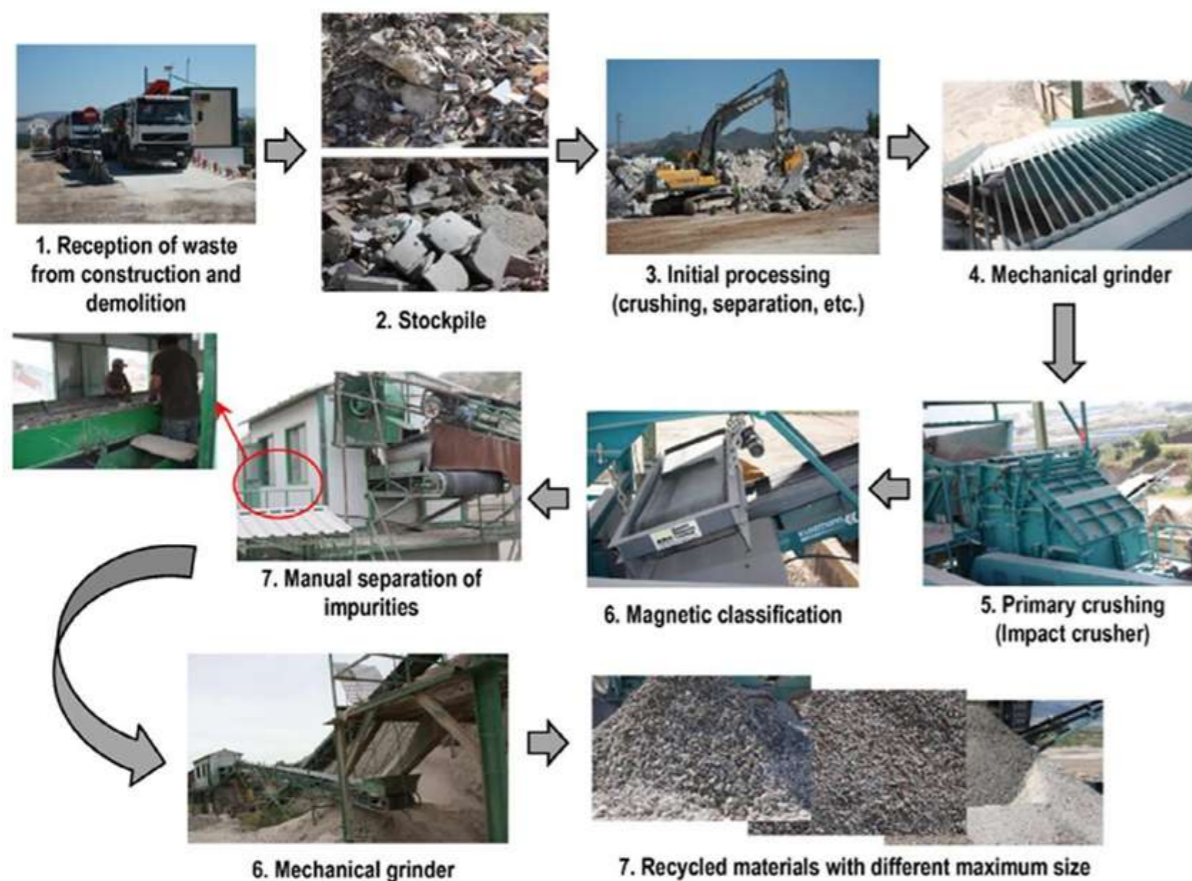 1. Reception of waste
from construction and
demolition
2. Stockpile
3. Initial processing
(crushing, separation, etc.)
4. Mechanical grinder
5. Primary crushing
(Impact crusher)
6. Magnetic classification
7. Manual separation of
impurities
6. Mechanical grinder
7. Recycled materials with different maximum size